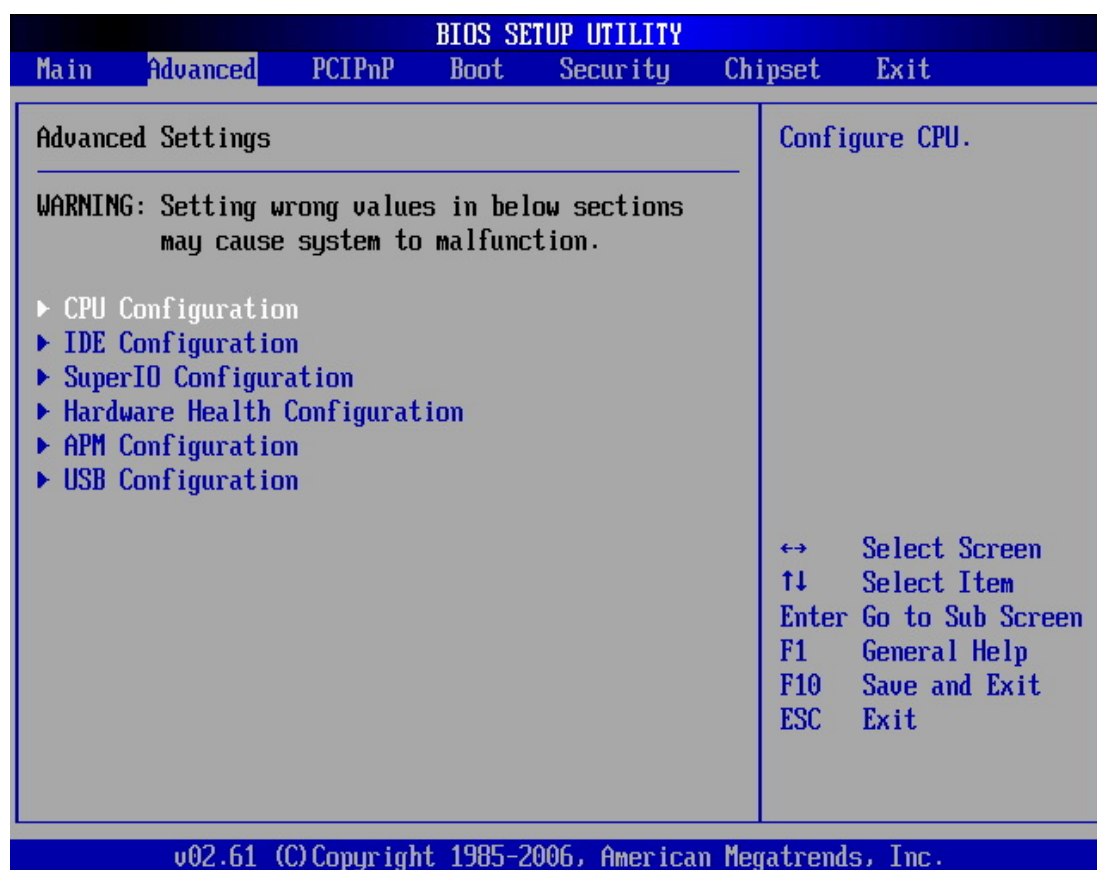 BIOS SETUP UTILITY
Main Advanced PCIPnP Boot Security Chipset Exit
Advanced Settings
WARNING: Setting wrong values in below sections
may cause system to malfunction.
▶ CPU Configuration
▶ IDE Configuration
▶ SuperIO Configuration
▶ Hardware Health Configuration
▶ APM Configuration
▶ USB Configuration
Configure CPU.
←→ Select Screen
↑↓ Select Item
Enter Go to Sub Screen
F1 General Help
F10 Save and Exit
ESC Exit
v02.61 (C)Copyright 1985-2006, American Megatrends, Inc.